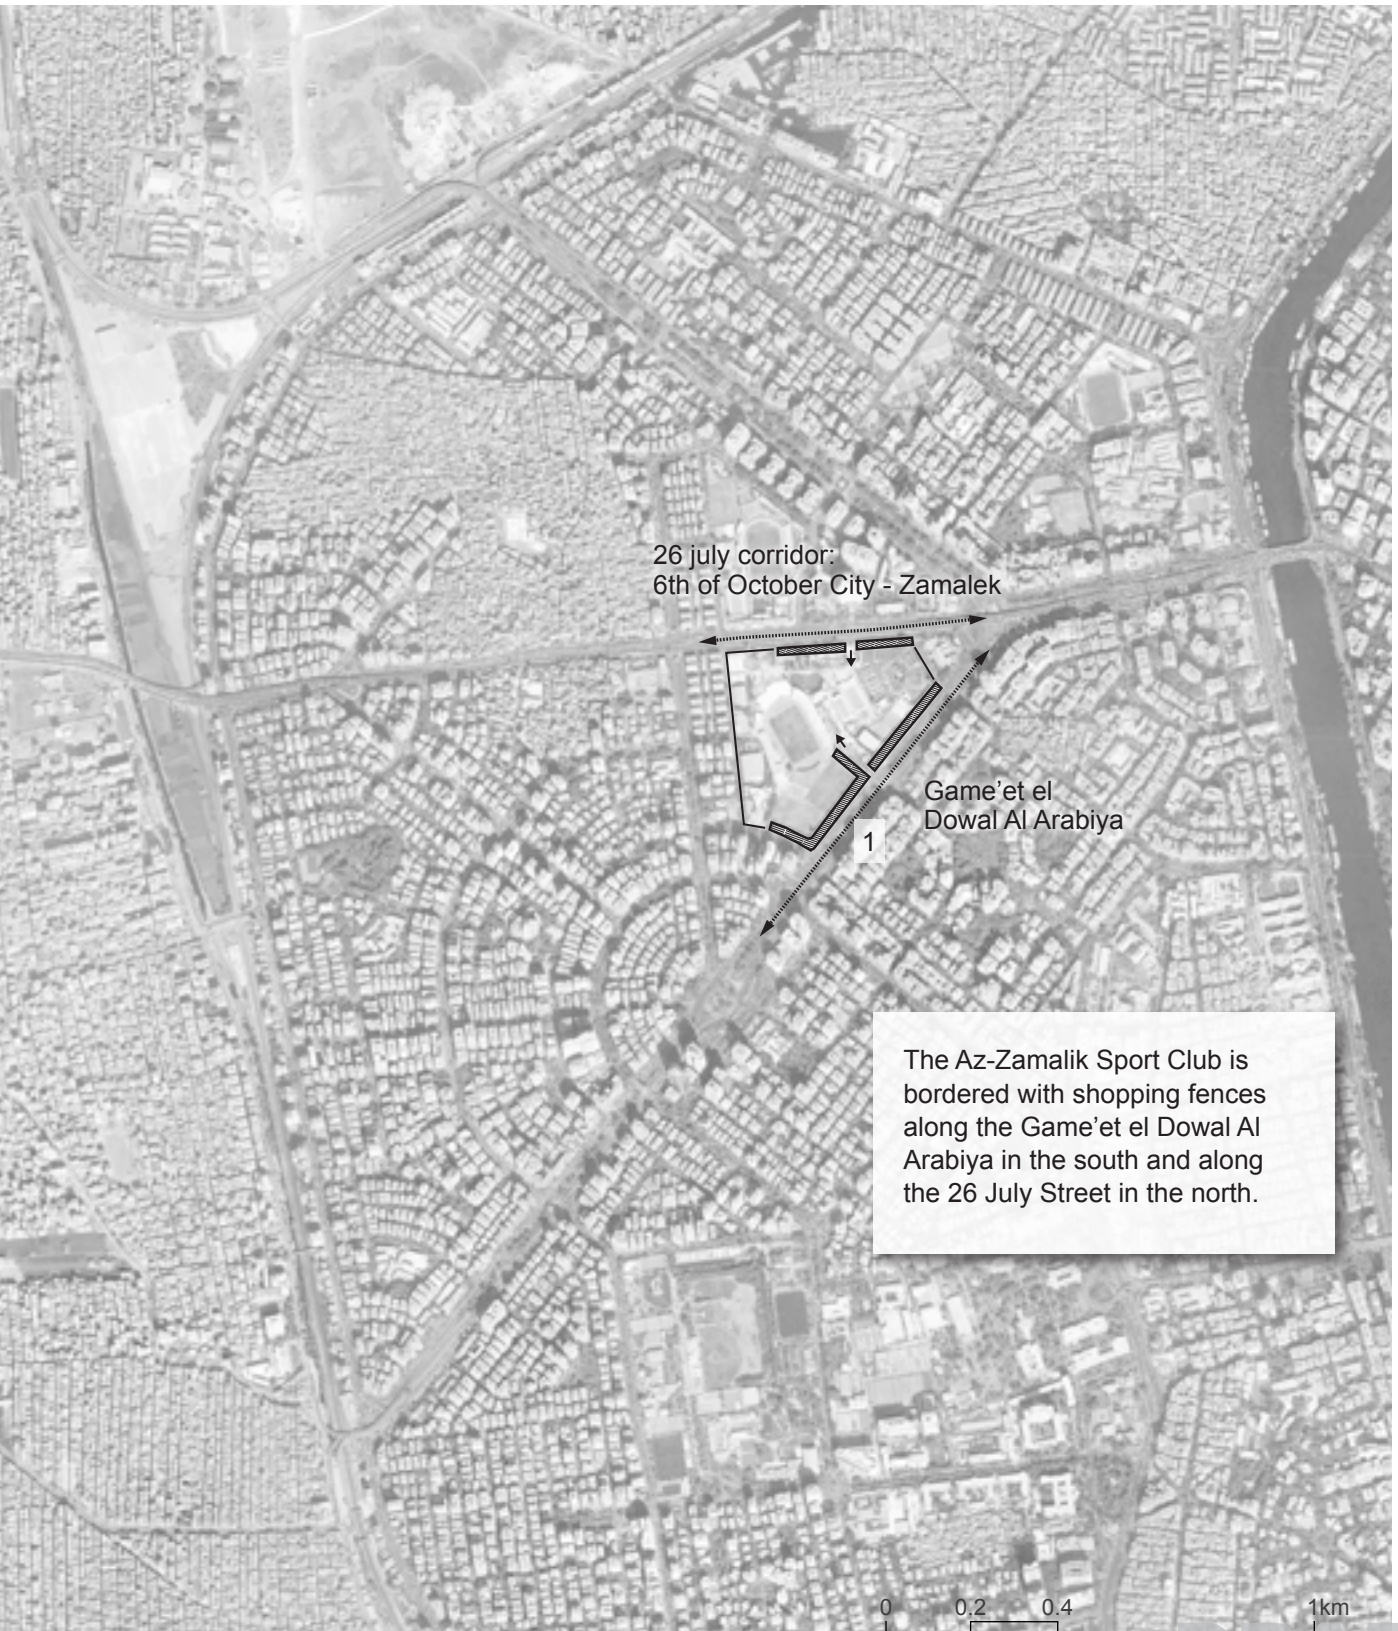 26 july corridor:
6th of October City - Zamalek
Game’et el
Dowal Al Arabiya
1
The Az-Zamalik Sport Club is
bordered with shopping fences
along the Game’et el Dowal Al
Arabiya in the south and along
the 26 July Street in the north.
0 0.2 0.4 1km